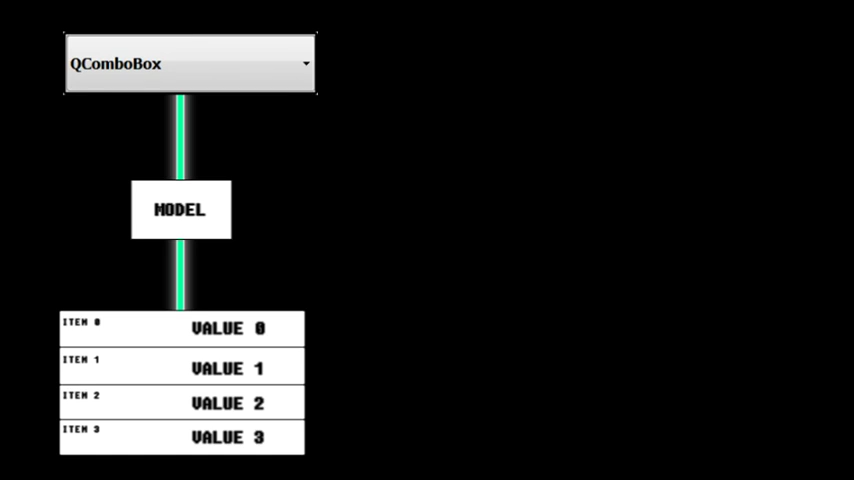 QComboBox
MODEL
ITEM 0 VALUE 0
ITEM 1 VALUE 1
ITEM 2 VALUE 2
ITEM 3 VALUE 3